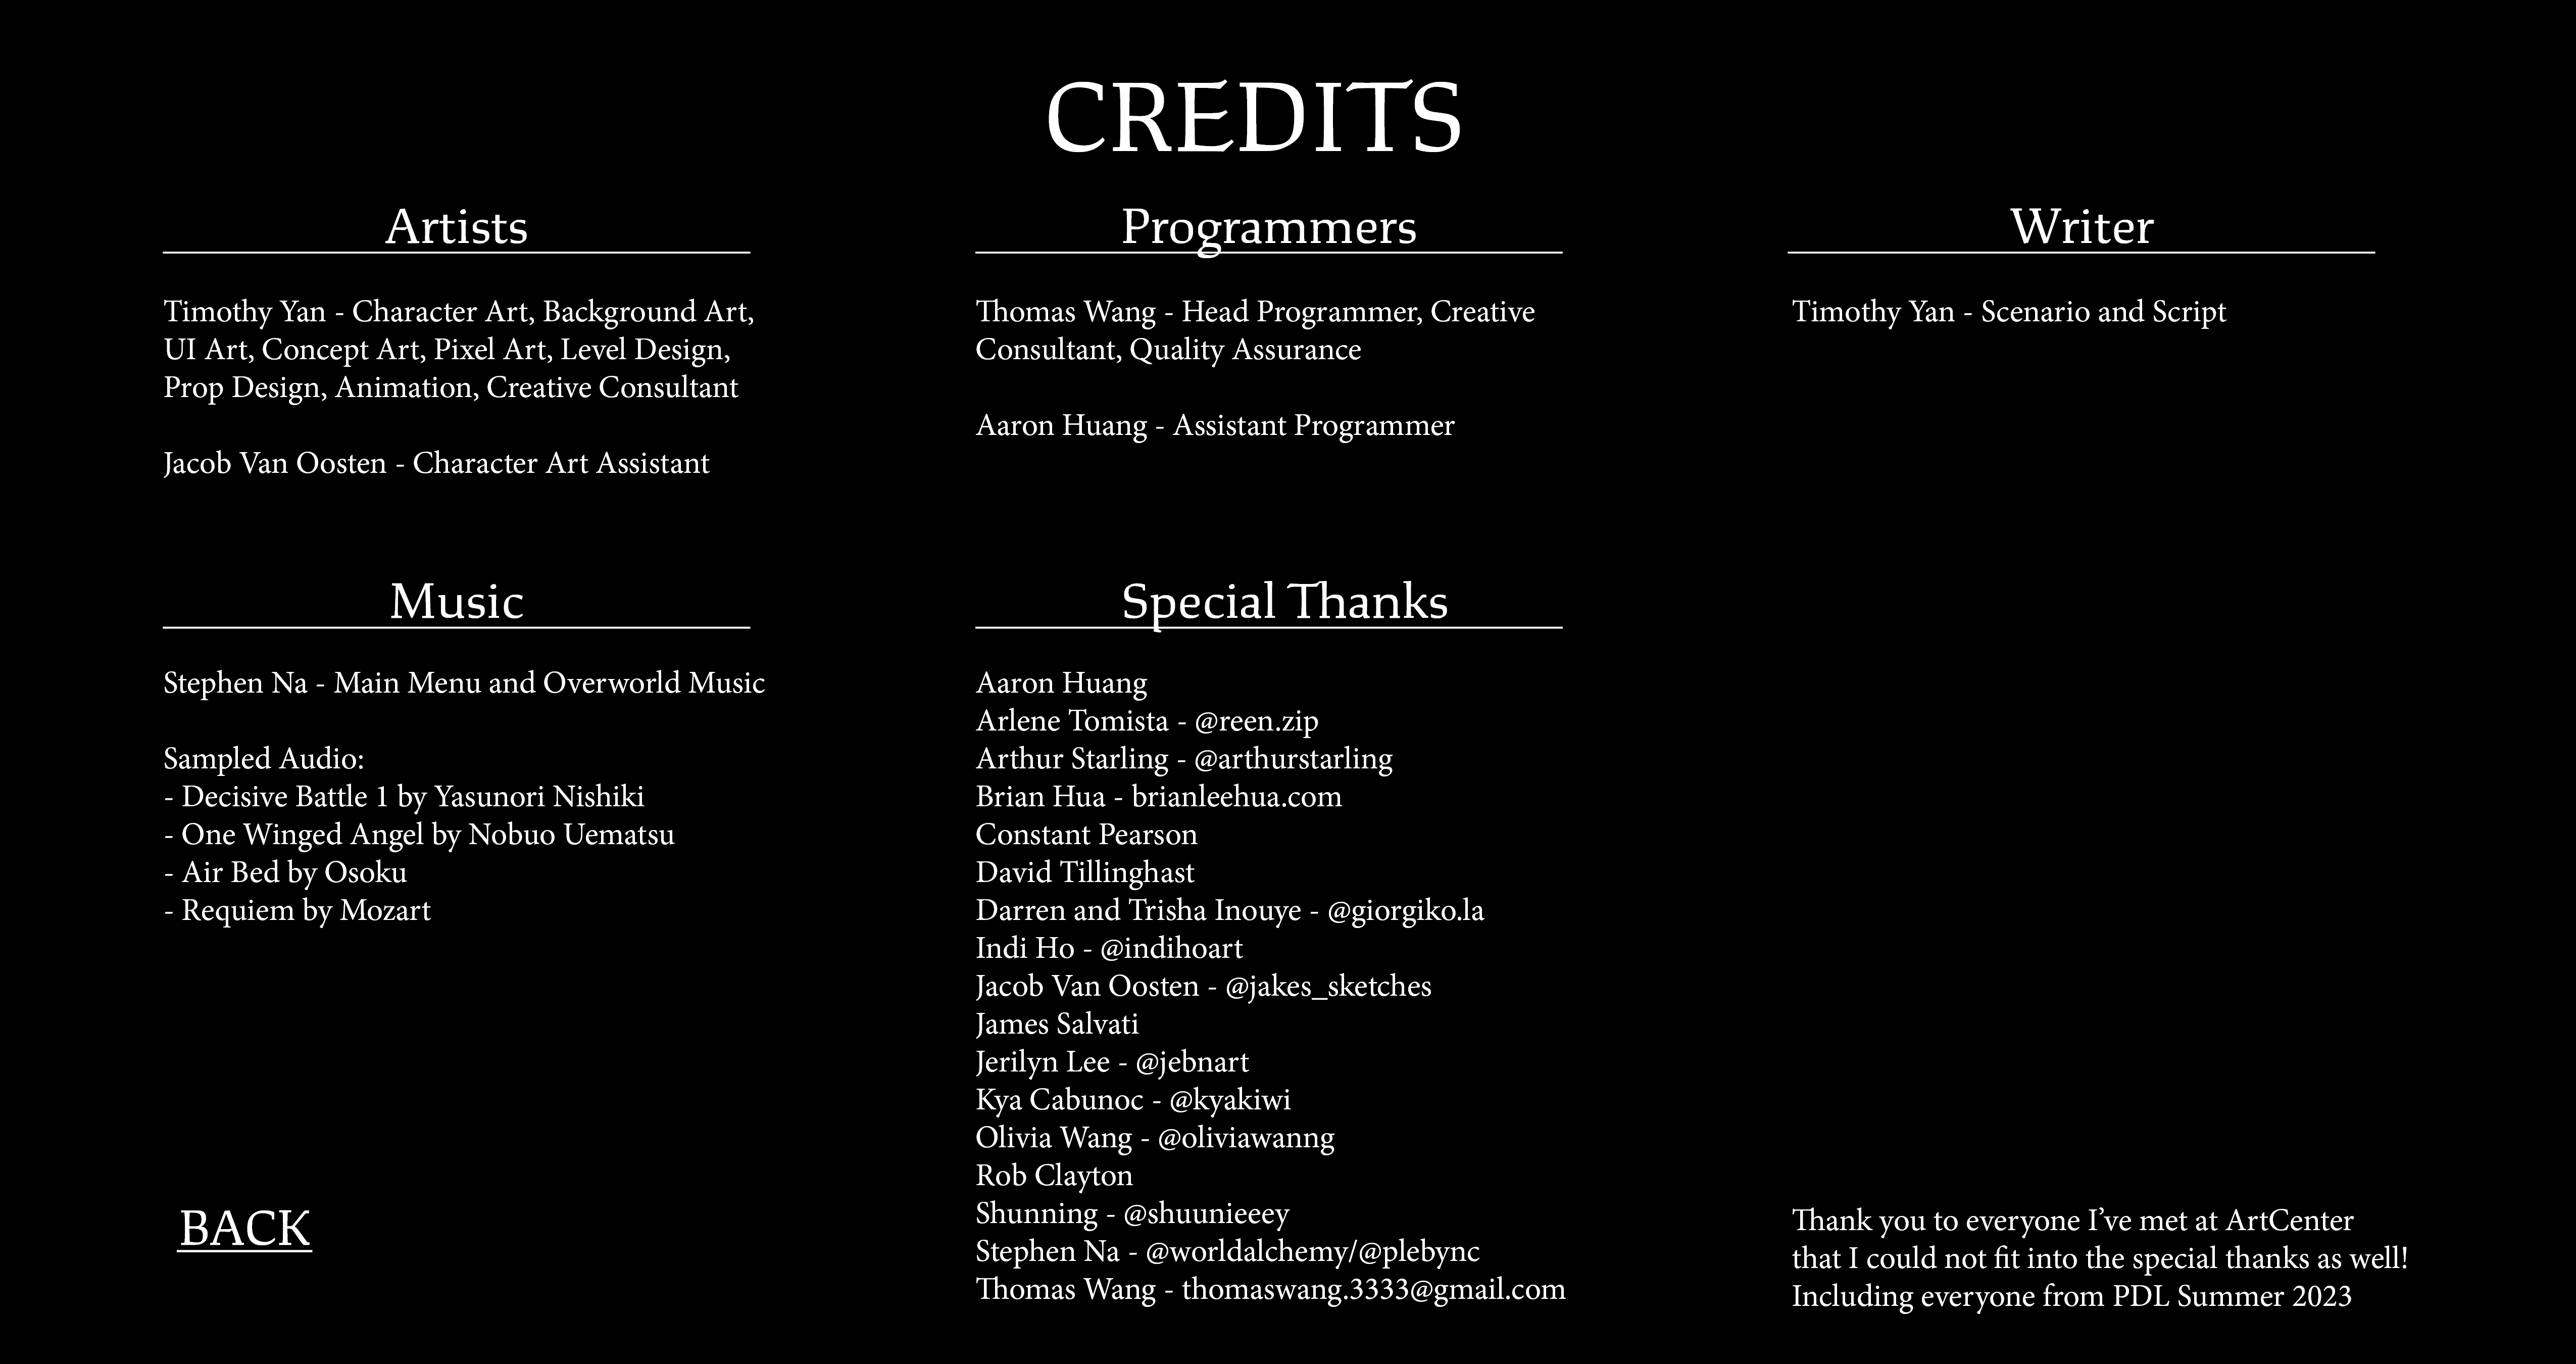 CREDITS
Artists
Timothy Yan - Character Art, Background Art,
UI Art, Concept Art, Pixel Art, Level Design,
Prop Design, Animation, Creative Consultant
Jacob Van Oosten - Character Art Assistant
Programmers
Thomas Wang - Head Programmer, Creative
Consultant, Quality Assurance
Aaron Huang - Assistant Programmer
Writer
Timothy Yan - Scenario and Script
Music
Stephen Na - Main Menu and Overworld Music
Sampled Audio:
- Decisive Battle 1 by Yasunori Nishiki
- One Winged Angel by Nobuo Uematsu
- Air Bed by Osoku
- Requiem by Mozart
Special Thanks
Aaron Huang
Arlene Tomista - @reen.zip
Arthur Starling - @arthurstarling
Brian Hua - brianleehua.com
Constant Pearson
David Tillinghast
Darren and Trisha Inouye - @giorgiko.la
Indi Ho - @indihoart
Jacob Van Oosten - @jakes_sketches
James Salvati
Jerilyn Lee - @jebnart
Kya Cabunoc - @kyakiwi
Olivia Wang - @oliviawanng
Rob Clayton
Shunning - @shuunieeey
Stephen Na - @worldalchemy/@plebync
Thomas Wang - thomaswang.3333@gmail.com
BACK
Thank you to everyone I’ve met at ArtCenter
that I could not fit into the special thanks as well!
Including everyone from PDL Summer 2023